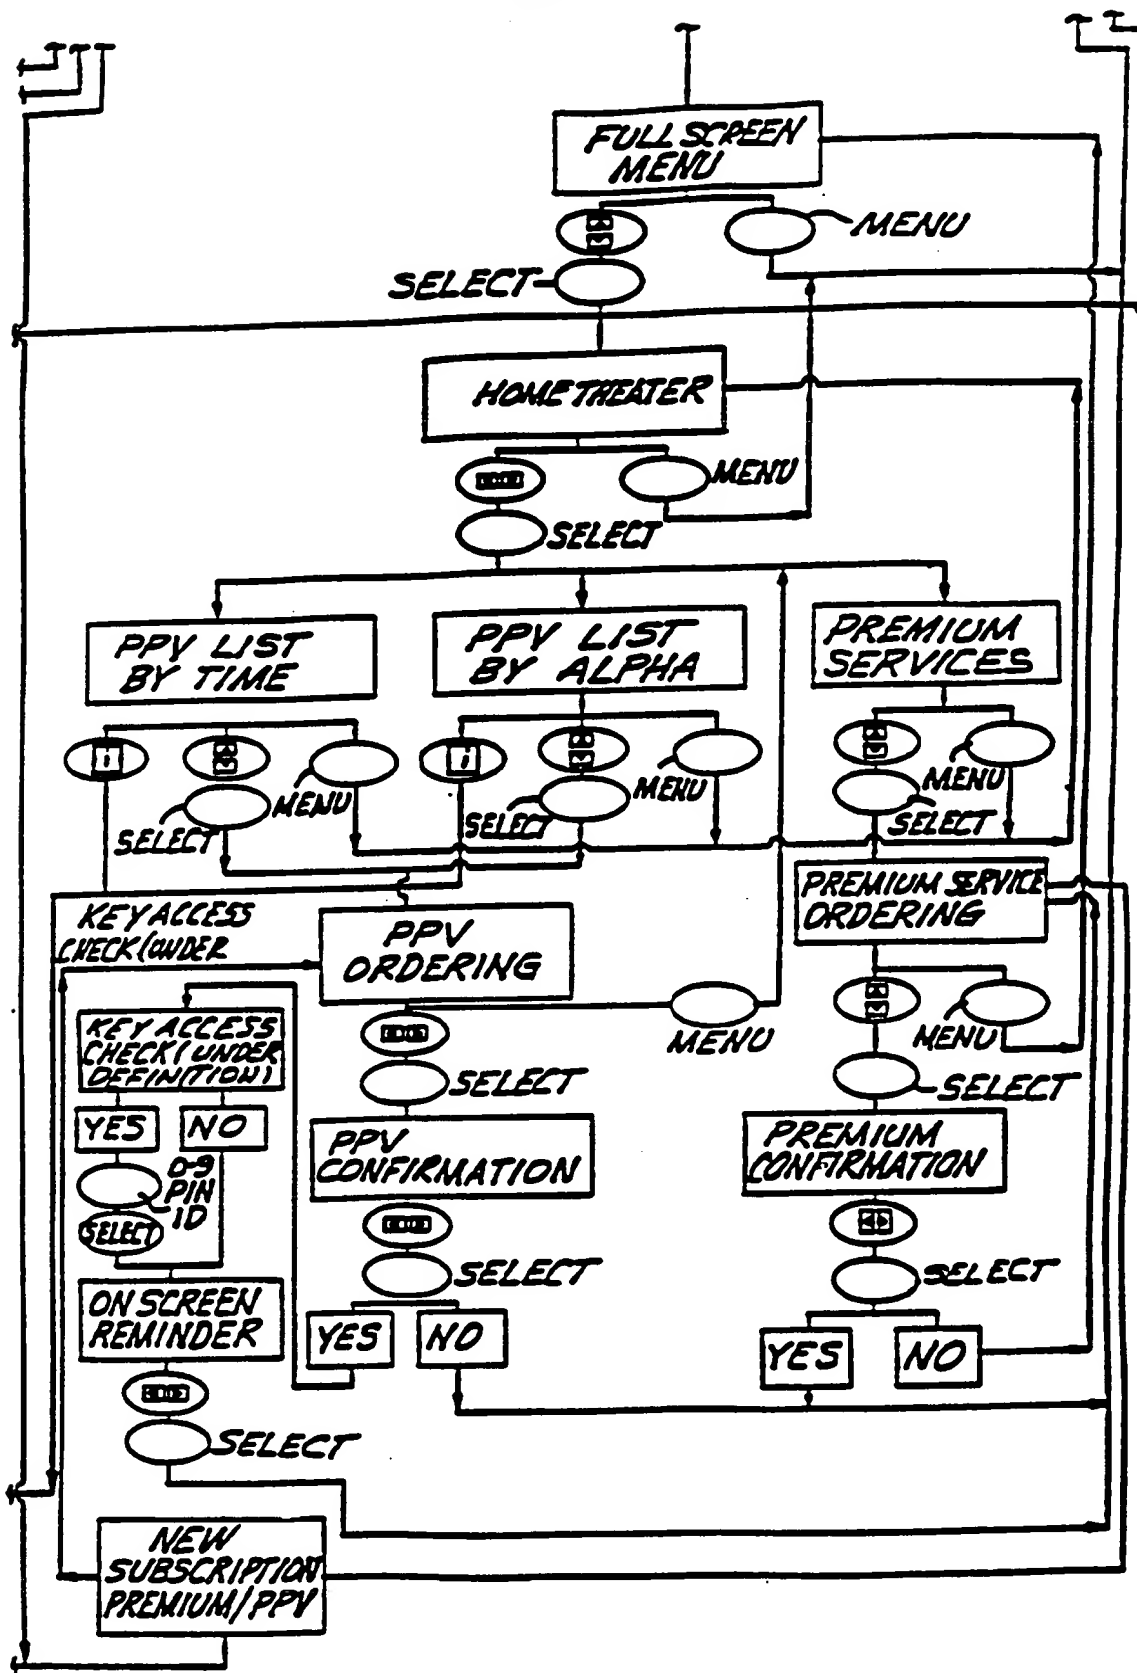 FULL SCREEN
MENU
MENU
SELECT
HOME THEATER
MENU
SELECT
PPV LIST
BY TIME
PPV LIST
BY ALPHA
PREMIUM
SERVICES
i
i
SELECT
MENU
SELECT
MENU
MENU
SELECT
KEY ACCESS
CHECK (UNDER
PPV
ORDERING
PREMIUM SERVICE
ORDERING
KEY ACCESS
CHECK (UNDER
DEFINITION)
MENU
MENU
SELECT
SELECT
YES
NO
PPV
CONFIRMATION
PREMIUM
CONFIRMATION
0-9
PIN
ID
SELECT
SELECT
SELECT
ON SCREEN
REMINDER
YES
NO
YES
NO
SELECT
NEW
SUBSCRIPTION
PREMIUM/PPV